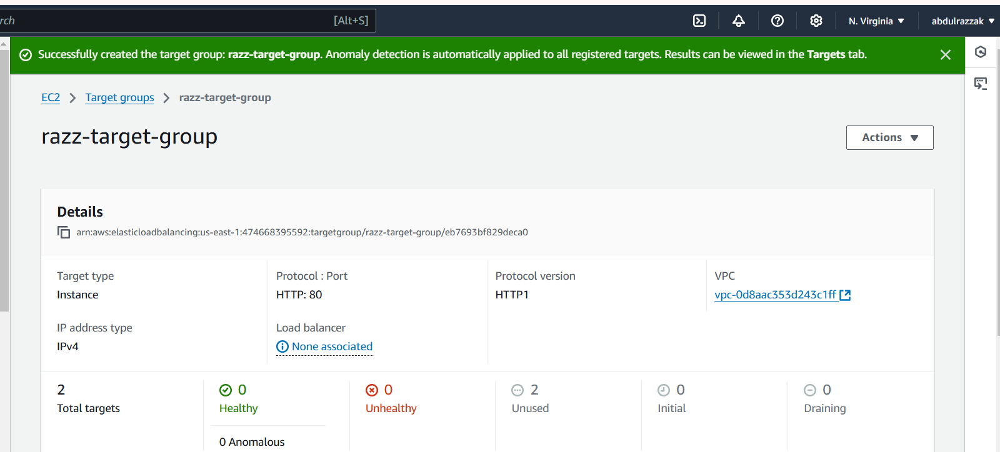 rch [Alt+S] N. Virginia ▼ abdulrazzak ▼
Successfully created the target group: razz-target-group. Anomaly detection is automatically applied to all registered targets. Results can be viewed in the Targets tab.
EC2 > Target groups > razz-target-group
razz-target-group
Actions ▼
Details
arn:aws:elasticloadbalancing:us-east-1:474668395592:targetgroup/razz-target-group/eb7693bf829deca0
Target type
Instance
Protocol : Port
HTTP: 80
Protocol version
HTTP1
VPC
vpc-0d8aac353d243c1ff
IP address type
IPv4
Load balancer
None associated
2
Total targets
0
Healthy
0 Anomalous
0
Unhealthy
2
Unused
0
Initial
0
Draining